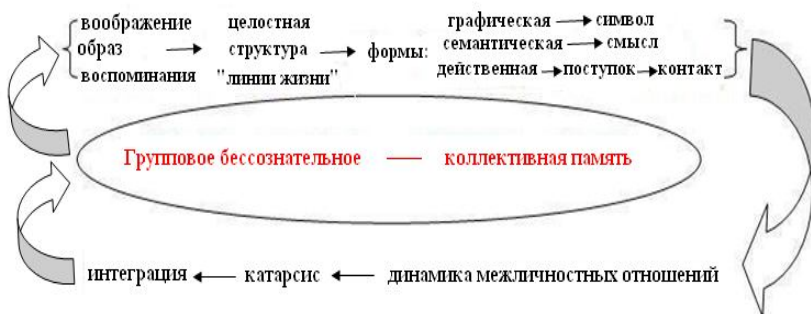 воображение целостная графическая → символ
образ → структура → формы: семантическая → смысл
воспоминания "линии жизни" действенная → поступок → контакт
Групповое бессознательное — коллективная память
интеграция ← катарсис ← динамика межличностных отношений